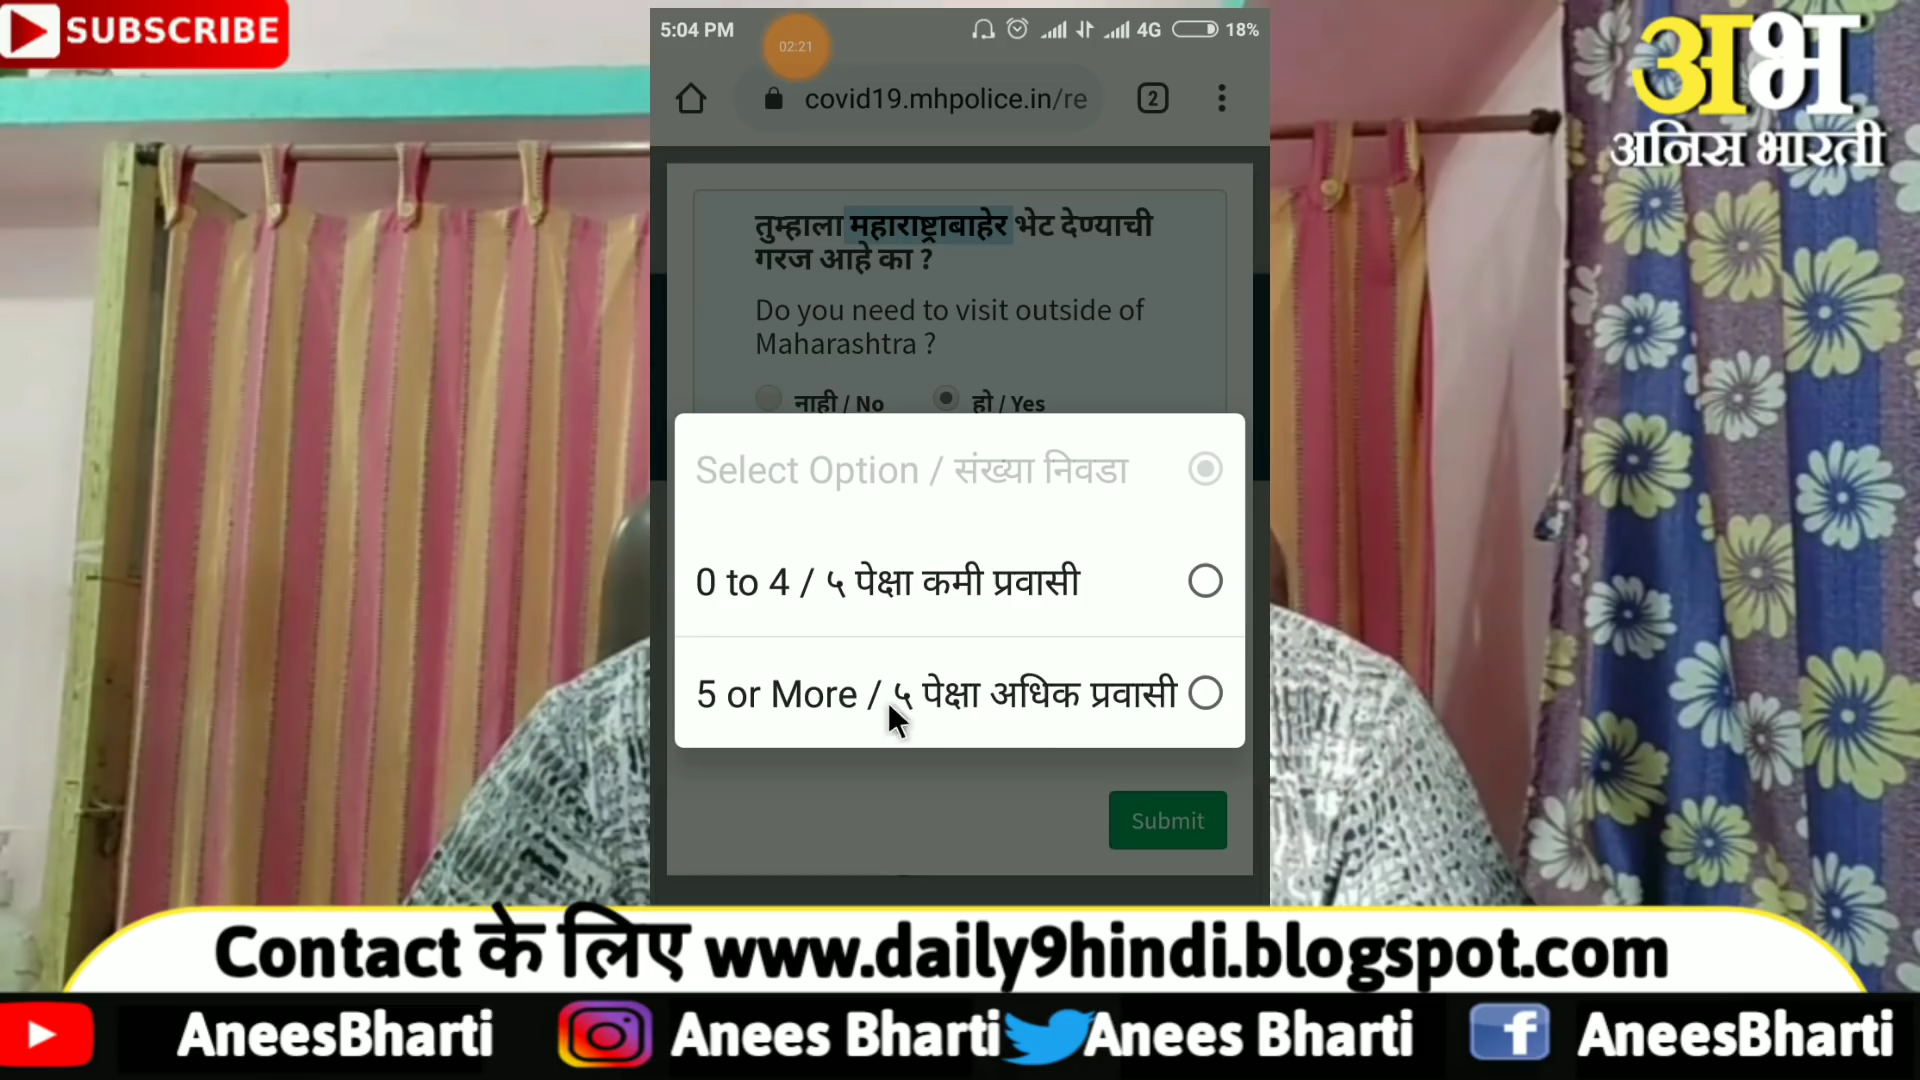 SUBSCRIBE
5:04 PM
02:21
4G
18%
covid19.mhpolice.in/re
2
अभ
अनिस भारती
तुम्हाला महाराष्ट्राबाहेर भेट देण्याची
गरज आहे का ?
Do you need to visit outside of
Maharashtra ?
नाही / No
हो / Yes
Select Option / संख्या निवडा
0 to 4 / ५ पेक्षा कमी प्रवासी
5 or More / ५ पेक्षा अधिक प्रवासी
Submit
Contact के लिए www.daily9hindi.blogspot.com
AneesBharti
Anees Bharti
Anees Bharti
AneesBharti